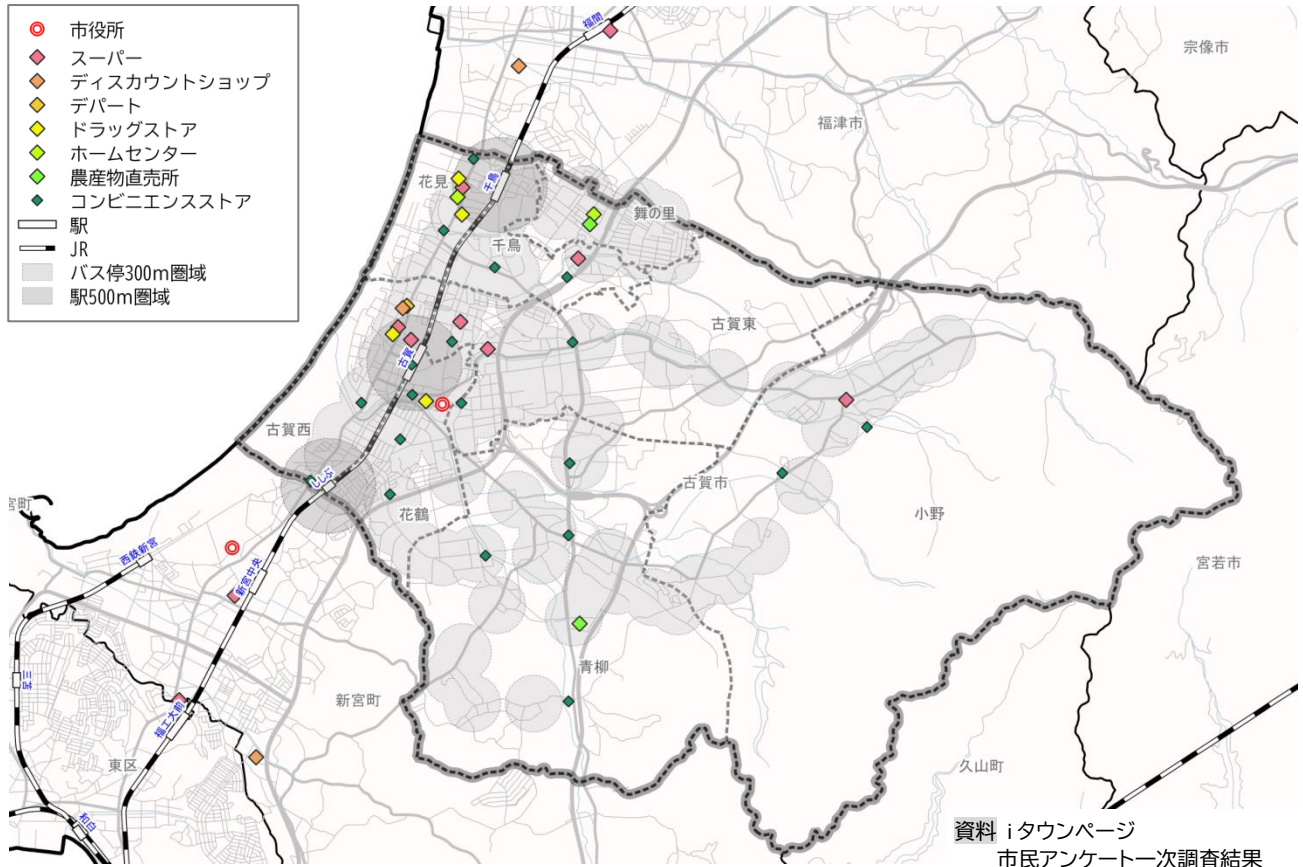 市役所
スーパー
ディスカウントショップ
デパート
ドラッグストア
ホームセンター
農産物直売所
コンビニエンスストア
駅
JR
バス停300m圏域
駅500m圏域
福間
宗像市
福津市
花見
千鳥
舞の里
千鳥
古賀東
古賀
古賀西
ししぶ
古賀市
小野
花鶴
宮町
西鉄新宮
新宮中央
宮若市
三苫
青柳
新宮町
福工大前
東区
久山町
和白
資料 iタウンページ
市民アンケート一次調査結果